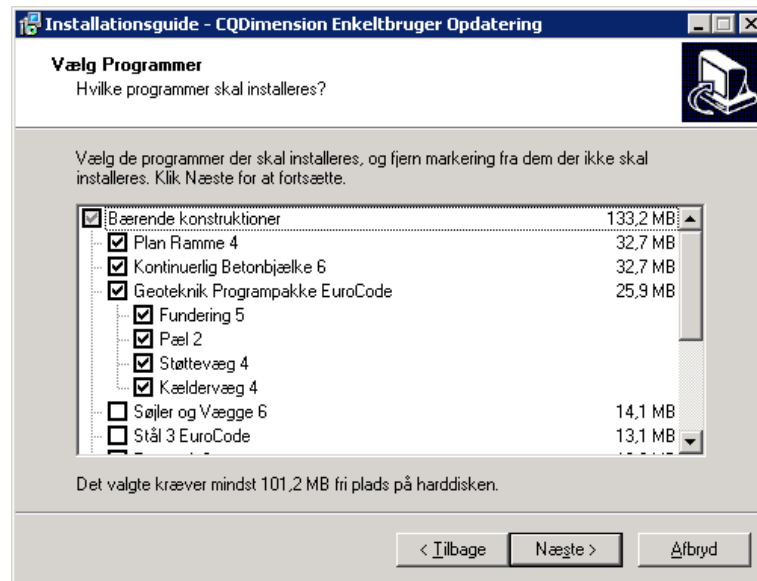 Installationsguide - CQDimension Enkeltbruger Opdatering
Vælg Programmer
Hvilke programmer skal installeres?
Vælg de programmer der skal installeres, og fjern markering fra dem der ikke skal
installeres. Klik Næste for at fortsætte.
Bærende konstruktioner 133,2 MB
Plan Ramme 4 32,7 MB
Kontinuerlig Betonbjælke 6 32,7 MB
Geoteknik Programpakke EuroCode 25,9 MB
Fundering 5
Pæl 2
Støttevæg 4
Kældervæg 4
Søjler og Vægge 6 14,1 MB
Stål 3 EuroCode 13,1 MB
Det valgte kræver mindst 101,2 MB fri plads på harddisken.
< Tilbage Næste > Afbryd